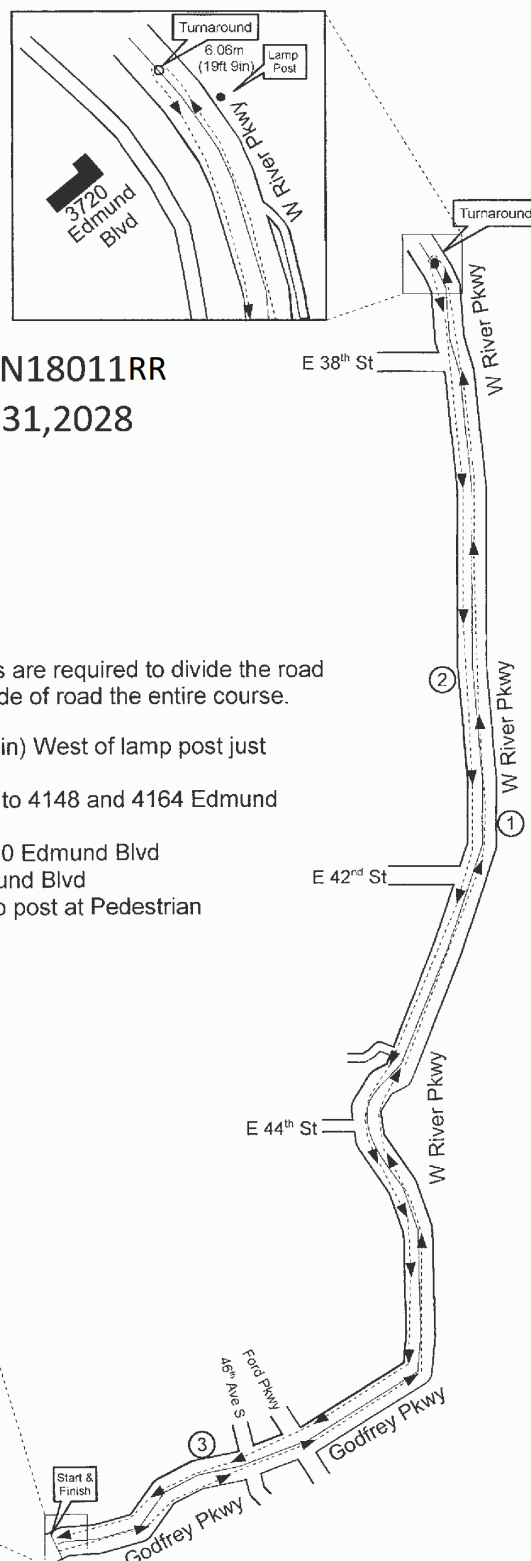 Turnaround
6.06m
(19ft 9in)
Lamp
Post
W River Pkwy
3720
Edmund
Blvd
Turnaround
W River Pkwy
N18011RR
31,2028
E 38th St
s are required to divide the road
de of road the entire course.
2
in) West of lamp post just
W River Pkwy
to 4148 and 4164 Edmund
1
0 Edmund Blvd
und Blvd
E 42nd St
o post at Pedestrian
W River Pkwy
E 44th St
Ford Pkwy
46th Ave S
3
Godfrey Pkwy
Start &
Finish
Godfrey Pkwy